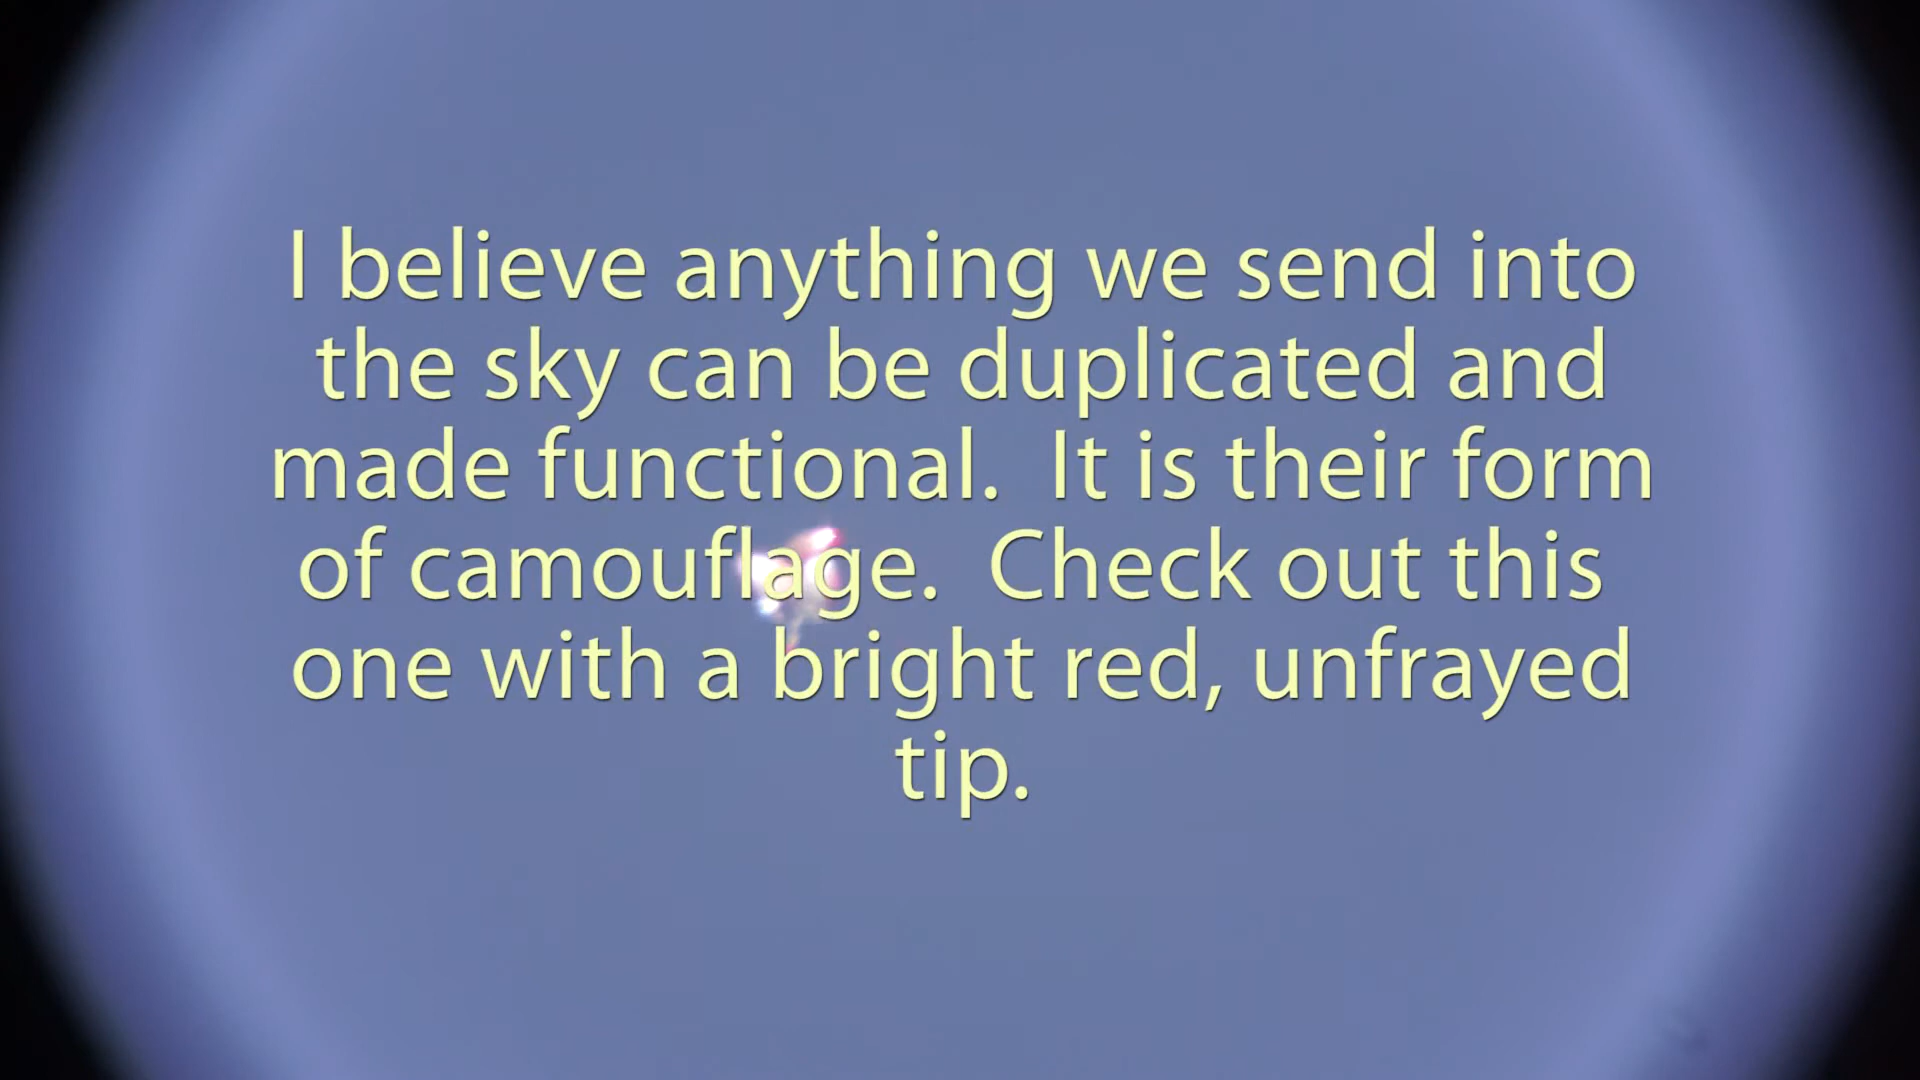 I believe anything we send into
the sky can be duplicated and
made functional.  It is their form
of camouflage.  Check out this
one with a bright red, unfrayed
tip.